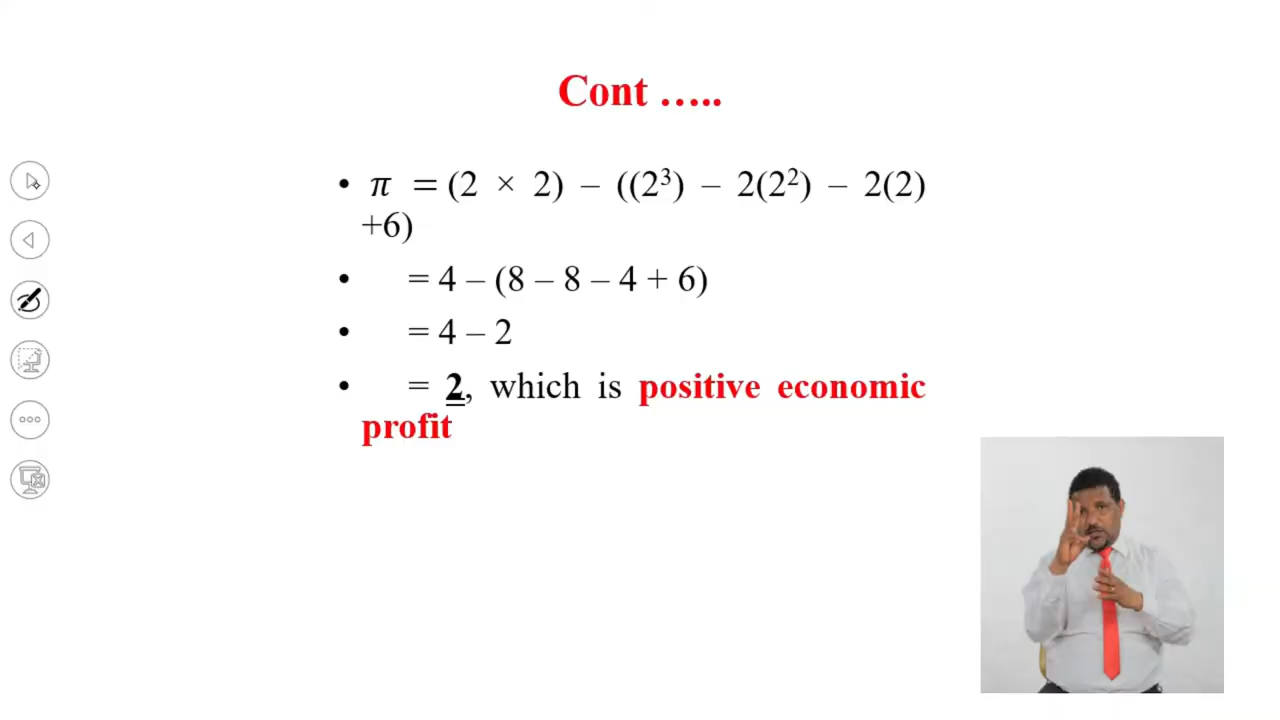 Cont …..
• π = (2 × 2) – ((2³) – 2(2²) – 2(2)
+6)
• = 4 – (8 – 8 – 4 + 6)
• = 4 – 2
• = 2, which is positive economic
profit